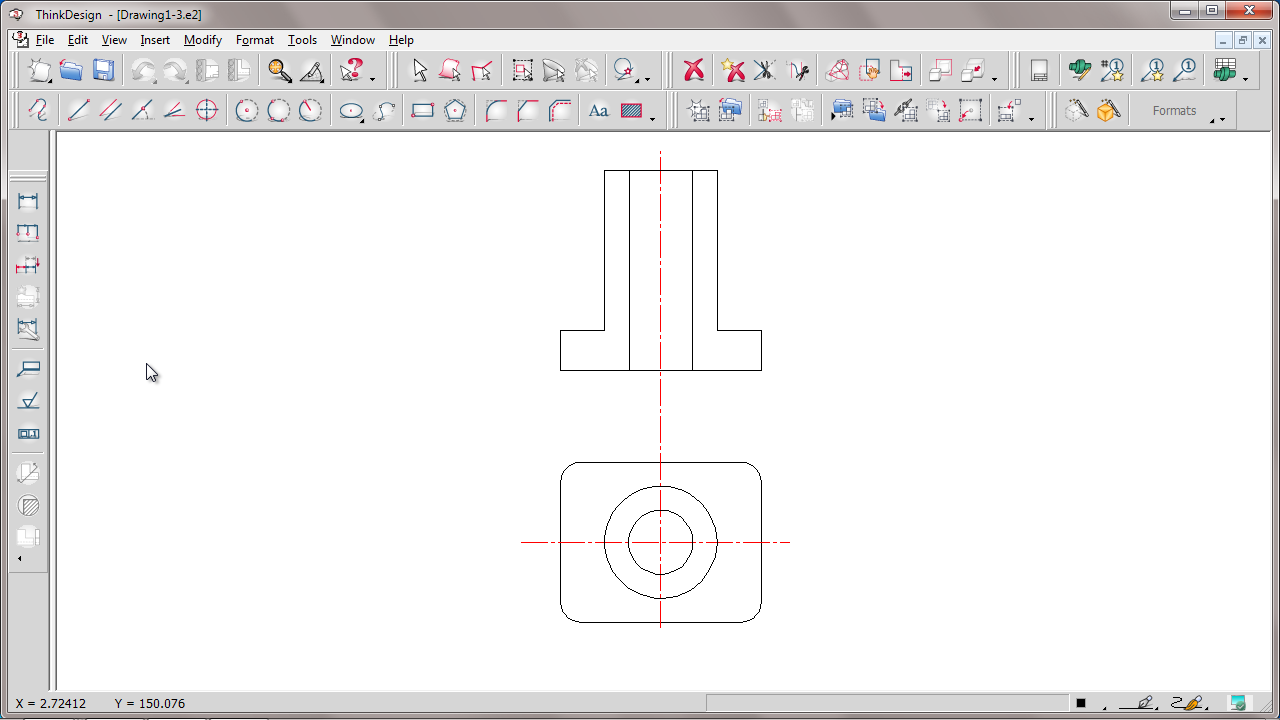 ThinkDesign - [Drawing1-3.e2]
File Edit View Insert Modify Format Tools Window Help
Aa Formats
X = 2.72412 Y = 150.076